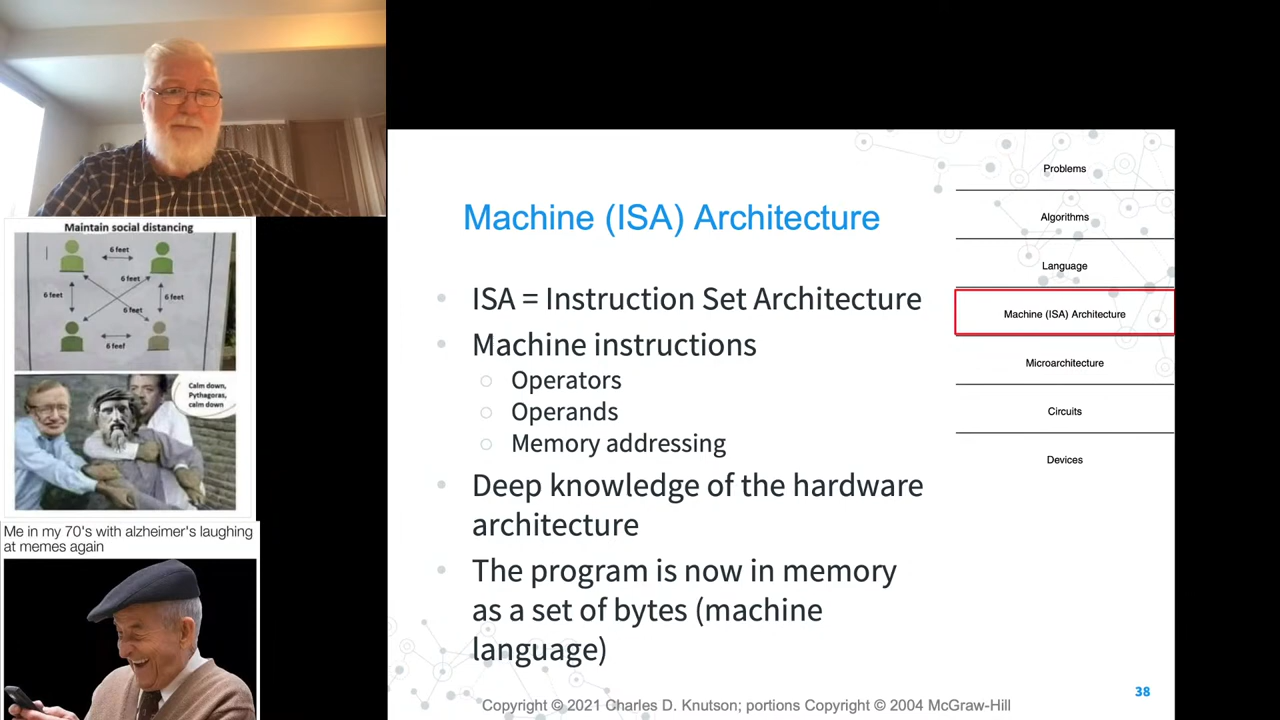 Maintain social distancing
6 feet
6 feet
6 feet
6 feet
6 feet
6 feet
Calm down,
Pythagoras,
calm down
Me in my 70's with alzheimer's laughing
at memes again
Machine (ISA) Architecture
ISA = Instruction Set Architecture
Machine instructions
Operators
Operands
Memory addressing
Deep knowledge of the hardware
architecture
The program is now in memory
as a set of bytes (machine
language)
Problems
Algorithms
Language
Machine (ISA) Architecture
Microarchitecture
Circuits
Devices
38
Copyright © 2021 Charles D. Knutson; portions Copyright © 2004 McGraw-Hill